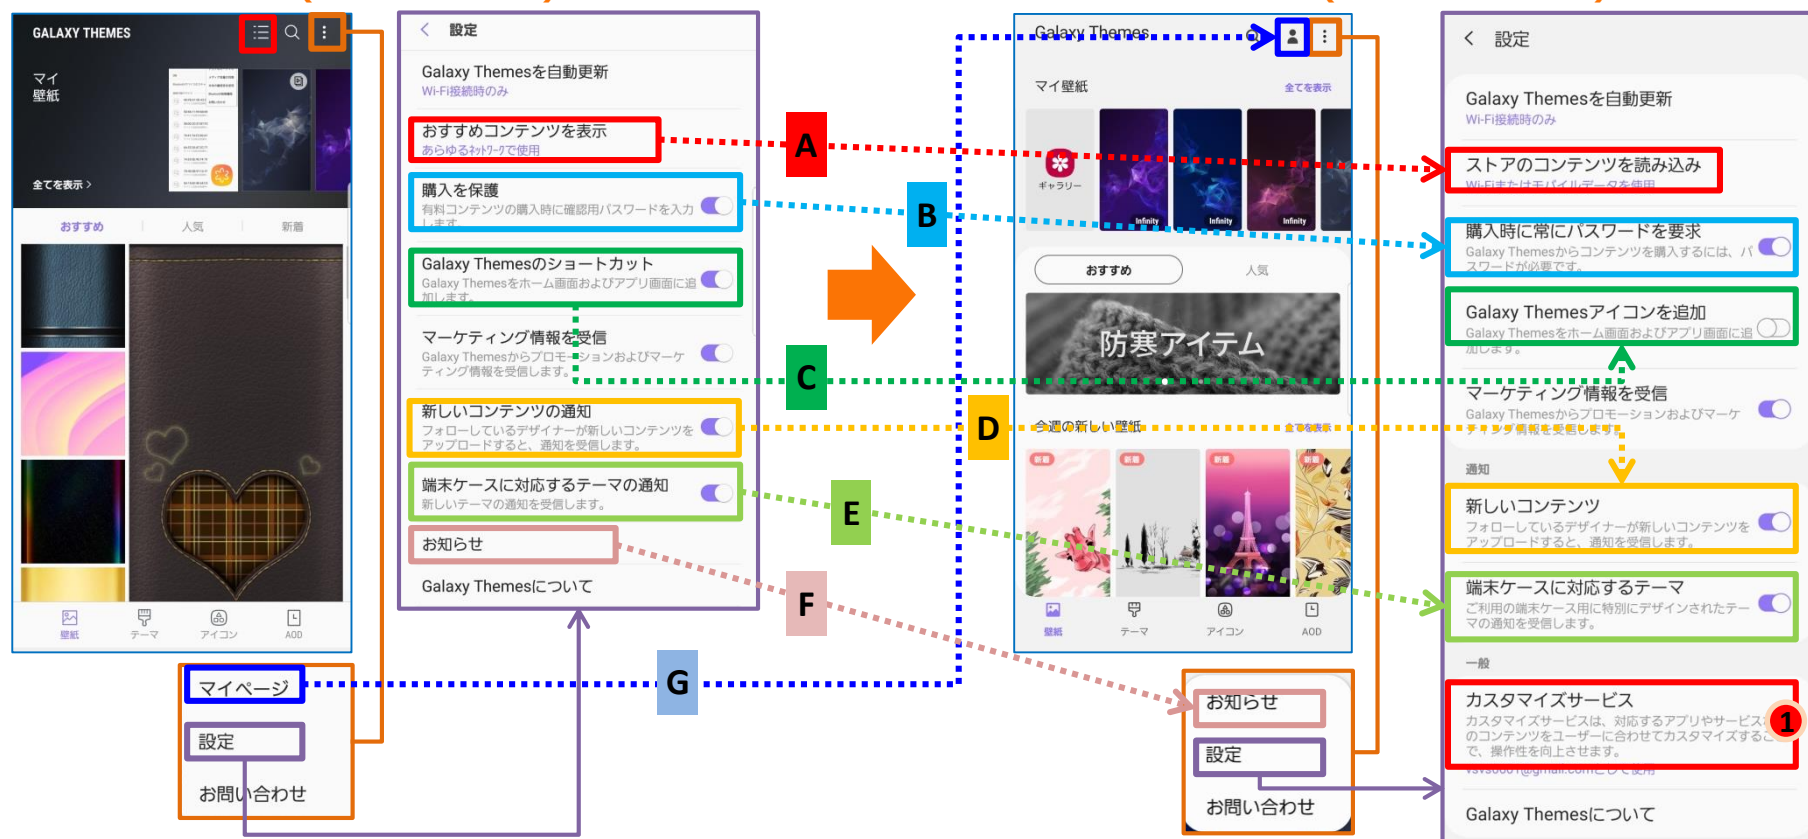 GALAXY THEMES
マイ
壁紙
全てを表示 >
おすすめ
人気
新着
壁紙
テーマ
アイコン
AOD
マイページ
設定
お問い合わせ
設定
Galaxy Themesを自動更新
Wi-Fi接続時のみ
おすすめコンテンツを表示
あらゆるネットワークで使用
購入を保護
有料コンテンツの購入時に確認用パスワードを入力
します。
Galaxy Themesのショートカット
Galaxy Themesをホーム画面およびアプリ画面に追
加します。
マーケティング情報を受信
Galaxy Themesからプロモーションおよびマーケ
ティング情報を受信します。
新しいコンテンツの通知
フォローしているデザイナーが新しいコンテンツを
アップロードすると、通知を受信します。
端末ケースに対応するテーマの通知
新しいテーマの通知を受信します。
お知らせ
Galaxy Themesについて
A
B
C
D
E
F
G
Galaxy Themes
マイ壁紙
全てを表示
ギャラリー
Infinity
Infinity
Infinity
おすすめ
人気
防寒アイテム
今週の新しい壁紙
全てを表示
新着
新着
新着
新着
壁紙
テーマ
アイコン
AOD
お知らせ
設定
お問い合わせ
設定
Galaxy Themesを自動更新
Wi-Fi接続時のみ
ストアのコンテンツを読み込み
Wi-Fiまたはモバイルデータを使用
購入時に常にパスワードを要求
Galaxy Themesからコンテンツを購入するには、パ
スワードが必要です。
Galaxy Themesアイコンを追加
Galaxy Themesをホーム画面およびアプリ画面に追
加します。
マーケティング情報を受信
Galaxy Themesからプロモーションおよびマーケ
ティング情報を受信します。
通知
新しいコンテンツ
フォローしているデザイナーが新しいコンテンツを
アップロードすると、通知を受信します。
端末ケースに対応するテーマ
ご利用の端末ケース用に特別にデザインされたテー
マの通知を受信します。
一般
カスタマイズサービス
カスタマイズサービスは、対応するアプリやサービス
のコンテンツをユーザーに合わせてカスタマイズするこ
で、操作性を向上させます。
1
Galaxy Themesについて